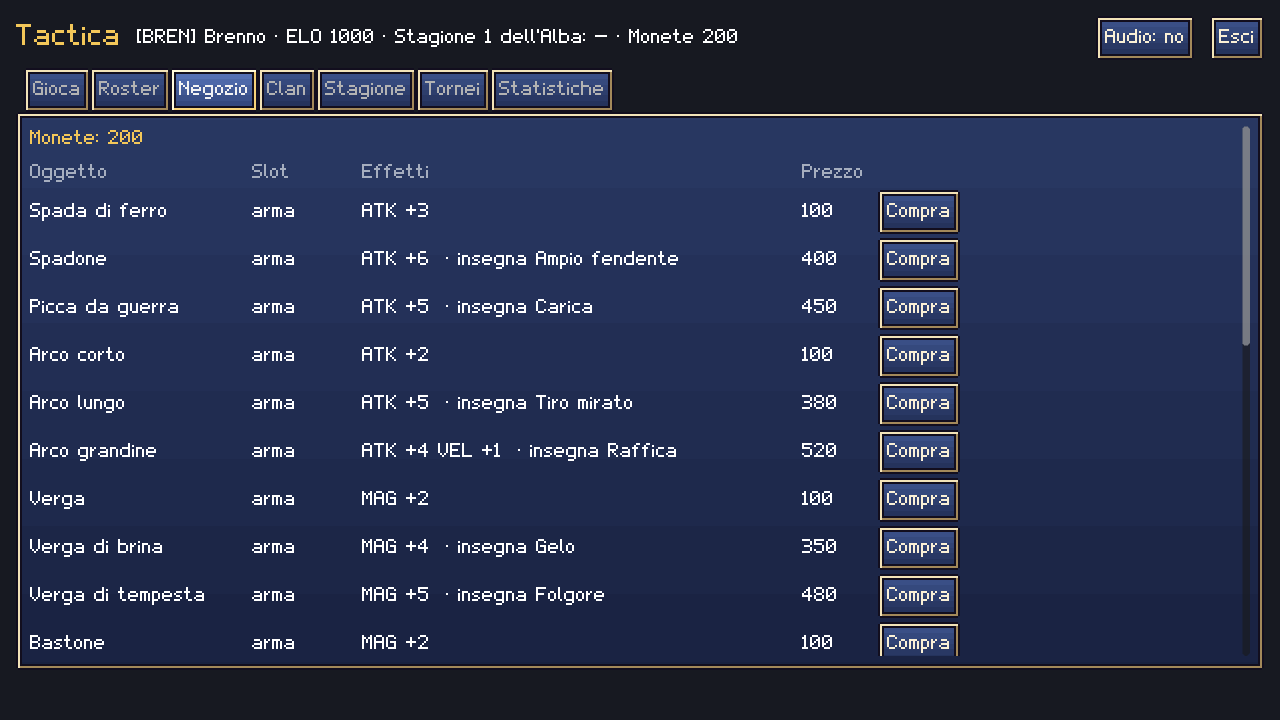 Tactica [BREN] Brenno · ELO 1000 · Stagione 1 dell'Alba: — · Monete 200 Audio: no Esci
Gioca Roster Negozio Clan Stagione Tornei Statistiche
Monete: 200
Oggetto Slot Effetti Prezzo
Spada di ferro arma ATK +3 100 Compra
Spadone arma ATK +6 · insegna Ampio fendente 400 Compra
Picca da guerra arma ATK +5 · insegna Carica 450 Compra
Arco corto arma ATK +2 100 Compra
Arco lungo arma ATK +5 · insegna Tiro mirato 380 Compra
Arco grandine arma ATK +4 VEL +1 · insegna Raffica 520 Compra
Verga arma MAG +2 100 Compra
Verga di brina arma MAG +4 · insegna Gelo 350 Compra
Verga di tempesta arma MAG +5 · insegna Folgore 480 Compra
Bastone arma MAG +2 100 Compra